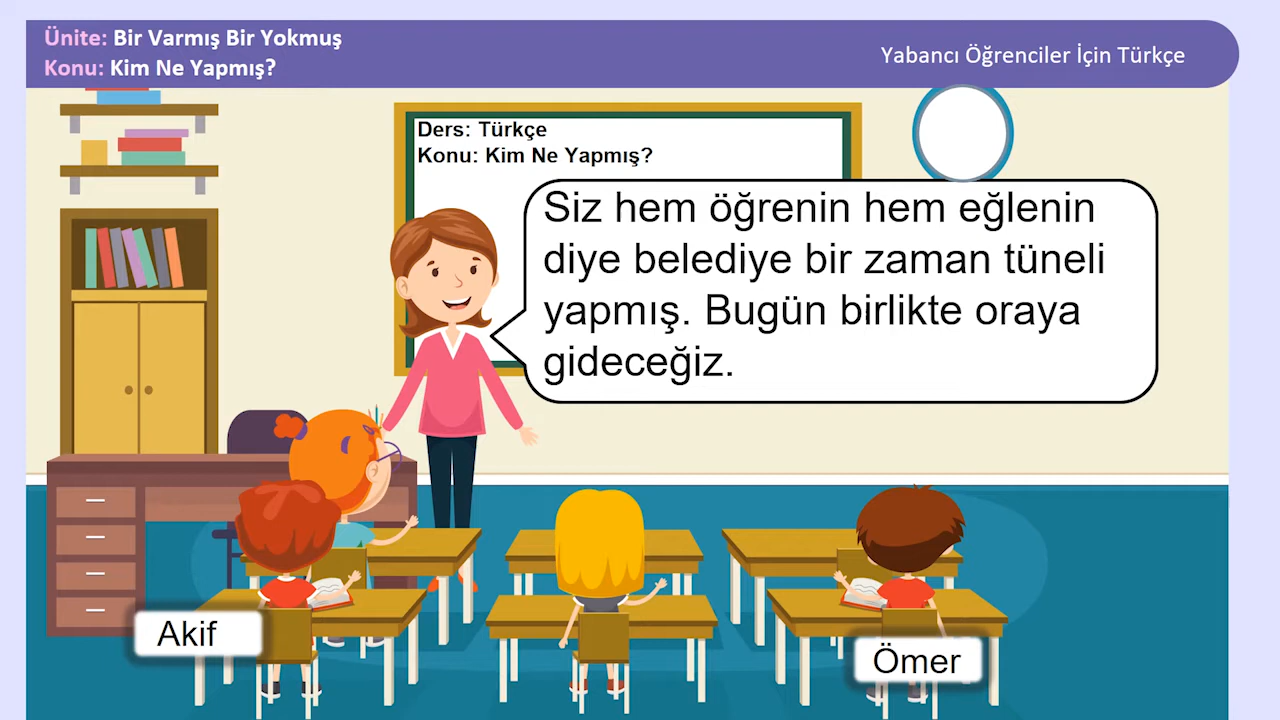 Ünite: Bir Varmış Bir Yokmuş
Konu: Kim Ne Yapmış?
Yabancı Öğrenciler İçin Türkçe
Ders: Türkçe
Konu: Kim Ne Yapmış?
Siz hem öğrenin hem eğlenin
diye belediye bir zaman tüneli
yapmış. Bugün birlikte oraya
gideceğiz.
Akif
Ömer